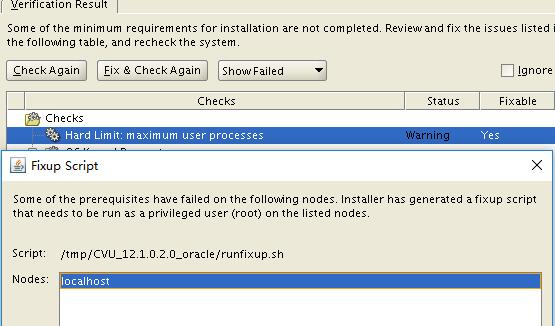 Verification Result
Some of the minimum requirements for installation are not completed. Review and fix the issues listed i
the following table, and recheck the system.
Check Again Fix & Check Again Show Failed Ignore
Checks Status Fixable
Checks
Hard Limit: maximum user processes Warning Yes
Fixup Script
Some of the prerequisites have failed on the following nodes. Installer has generated a fixup script
that needs to be run as a privileged user (root) on the listed nodes.
Script: /tmp/CVU_12.1.0.2.0_oracle/runfixup.sh
Nodes: localhost